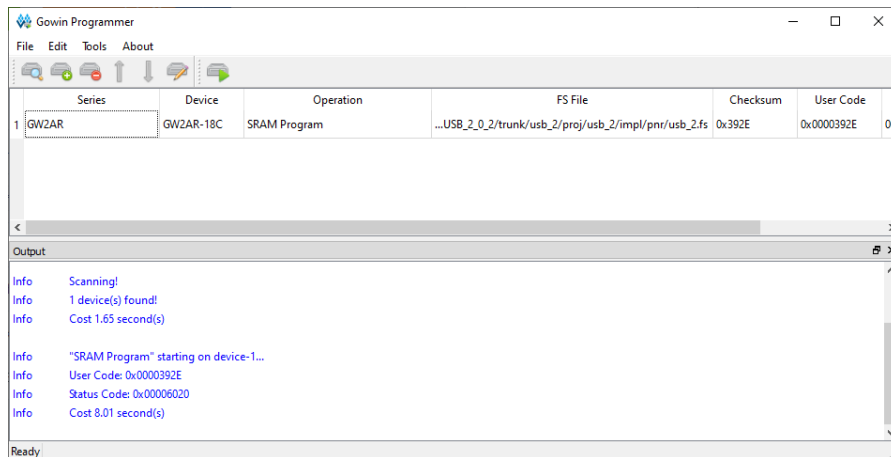 Gowin Programmer
File Edit Tools About
Series Device Operation FS File Checksum User Code
1 GW2AR GW2AR-18C SRAM Program ...USB_2_0_2/trunk/usb_2/proj/usb_2/impl/pnr/usb_2.fs 0x392E 0x0000392E 0
Output
Info Scanning!
Info 1 device(s) found!
Info Cost 1.65 second(s)
Info "SRAM Program" starting on device-1...
Info User Code: 0x0000392E
Info Status Code: 0x00006020
Info Cost 8.01 second(s)
Ready